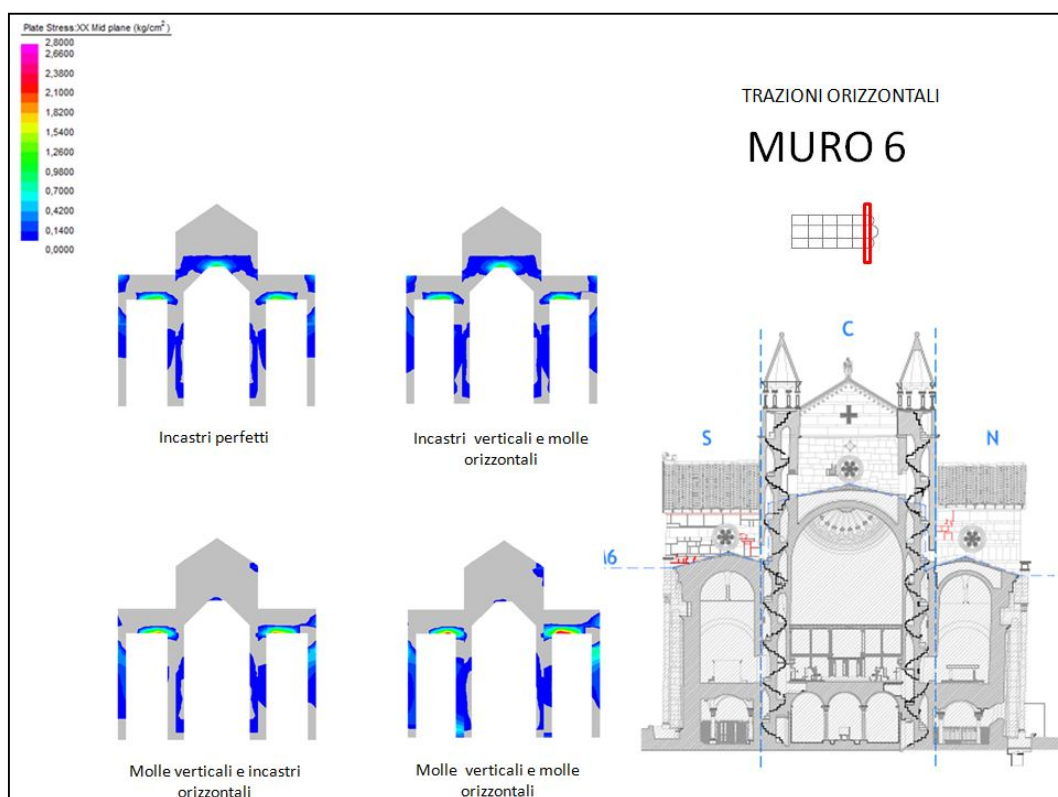 Plate Stress:XX Mid plane (kg/cm²)
2,8000
2,6600
2,3800
2,1000
1,8200
1,5400
1,2600
0,9800
0,7000
0,4200
0,1400
0,0000
TRAZIONI ORIZZONTALI
MURO 6
Incastri perfetti
Incastri verticali e molle
orizzontali
Molle verticali e incastri
orizzontali
Molle verticali e molle
orizzontali
C
S
N